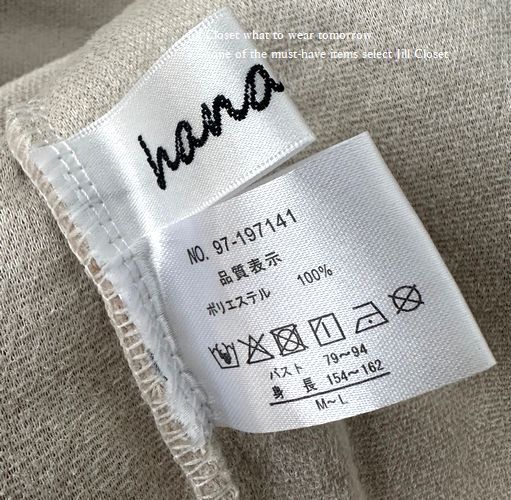 Closet what to wear tomorrow
of the must-have items select Jill Closet
hana
NO. 97-197141
品質表示
ポリエステル 100%
バスト 79～94
身 長 154～162
M～L